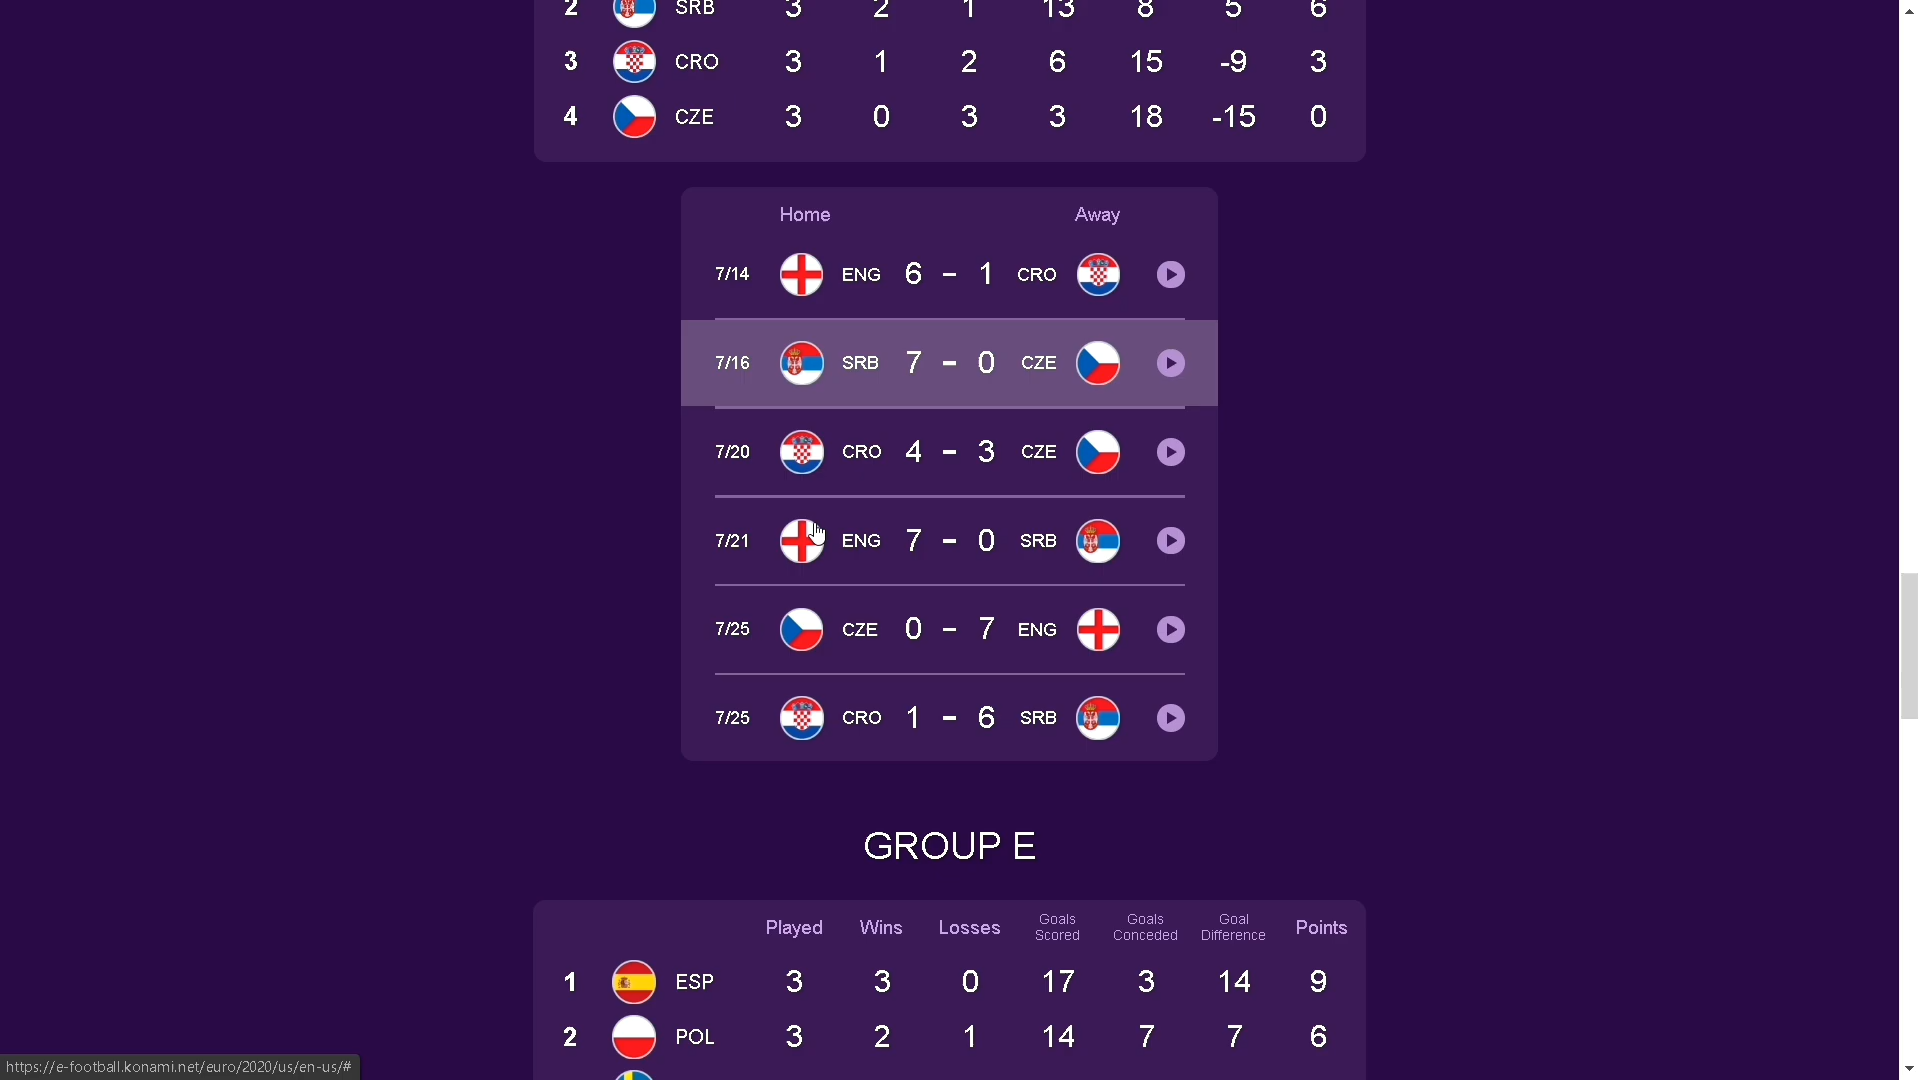 2 SRB 3 2 1 13 8 5 6
3 CRO 3 1 2 6 15 -9 3
4 CZE 3 0 3 3 18 -15 0
Home Away
7/14 ENG 6 - 1 CRO
7/16 SRB 7 - 0 CZE
7/20 CRO 4 - 3 CZE
7/21 ENG 7 - 0 SRB
7/25 CZE 0 - 7 ENG
7/25 CRO 1 - 6 SRB
GROUP E
Played Wins Losses Goals Scored Goals Conceded Goal Difference Points
1 ESP 3 3 0 17 3 14 9
2 POL 3 2 1 14 7 7 6
https://e-football.konami.net/euro/2020/us/en-us/#